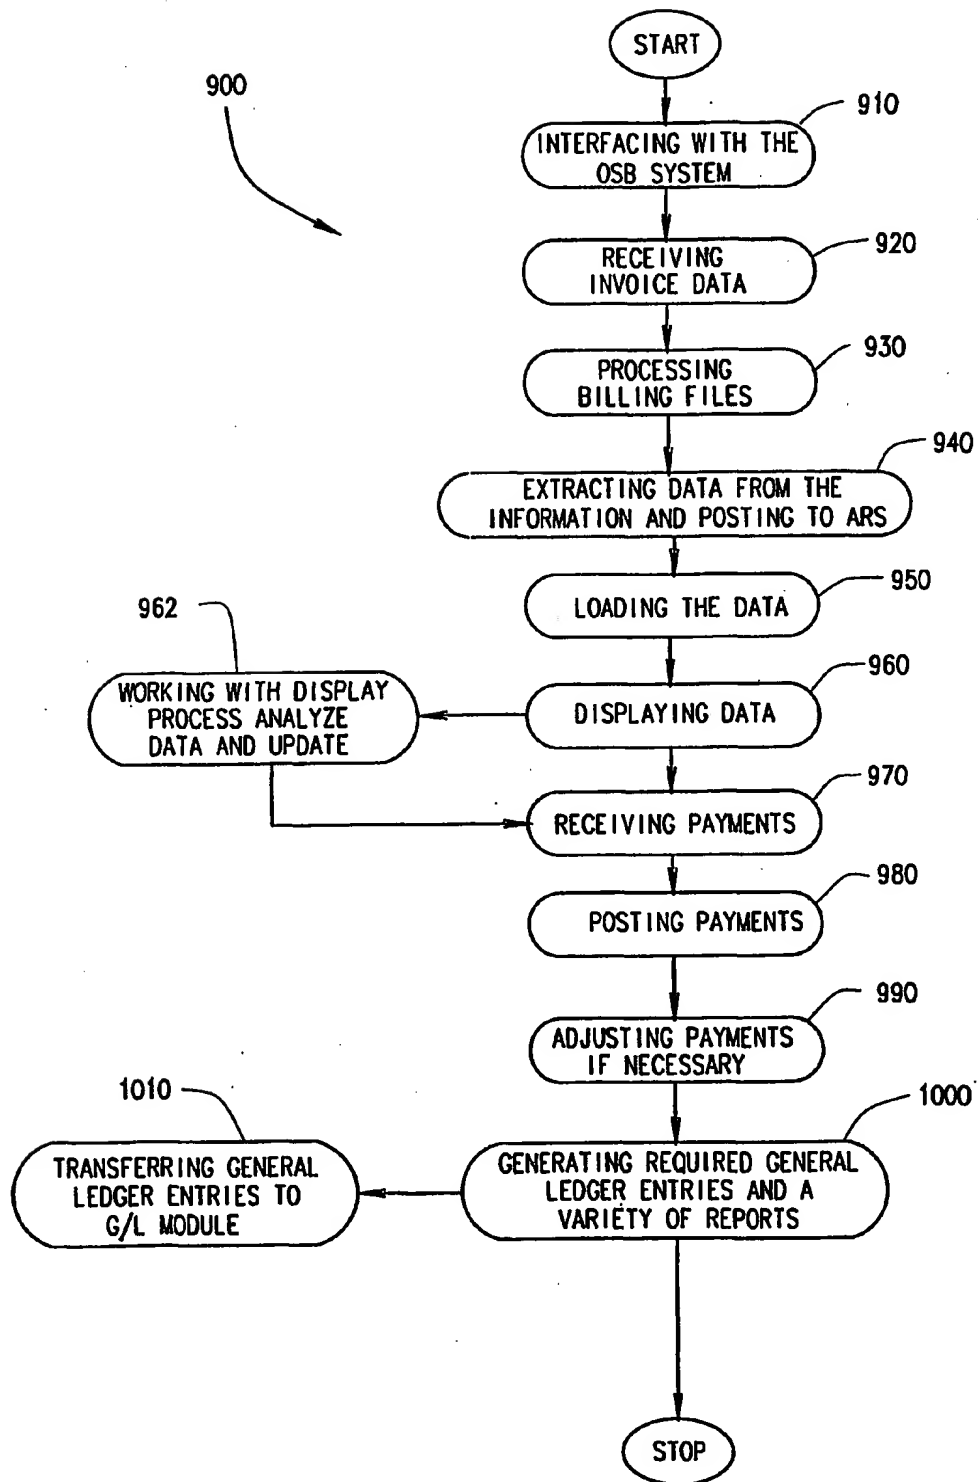 START
900
910
INTERFACING WITH THE
OSB SYSTEM
920
RECEIVING
INVOICE DATA
930
PROCESSING
BILLING FILES
940
EXTRACTING DATA FROM THE
INFORMATION AND POSTING TO ARS
950
LOADING THE DATA
962
960
WORKING WITH DISPLAY
PROCESS ANALYZE
DATA AND UPDATE
DISPLAYING DATA
970
RECEIVING PAYMENTS
980
POSTING PAYMENTS
990
ADJUSTING PAYMENTS
IF NECESSARY
1010
1000
TRANSFERRING GENERAL
LEDGER ENTRIES TO
G/L MODULE
GENERATING REQUIRED GENERAL
LEDGER ENTRIES AND A
VARIETY OF REPORTS
STOP